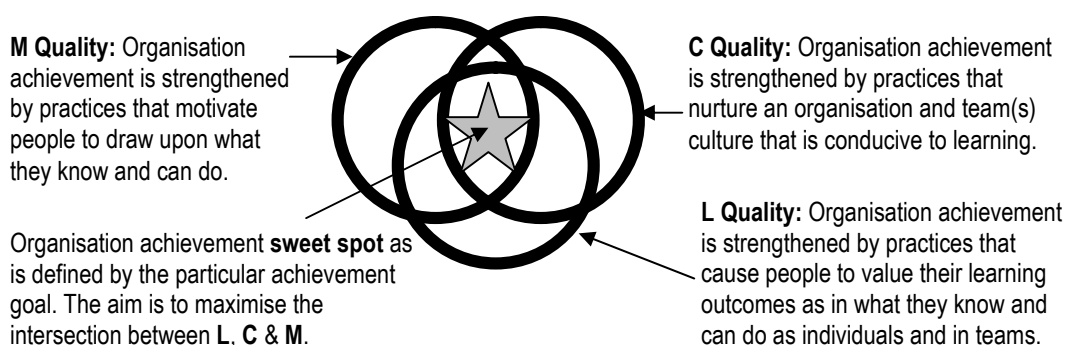 M Quality: Organisation
achievement is strengthened
by practices that motivate
people to draw upon what
they know and can do.
Organisation achievement sweet spot as
is defined by the particular achievement
goal. The aim is to maximise the
intersection between L, C & M.
C Quality: Organisation achievement
is strengthened by practices that
nurture an organisation and team(s)
culture that is conducive to learning.
L Quality: Organisation achievement
is strengthened by practices that
cause people to value their learning
outcomes as in what they know and
can do as individuals and in teams.